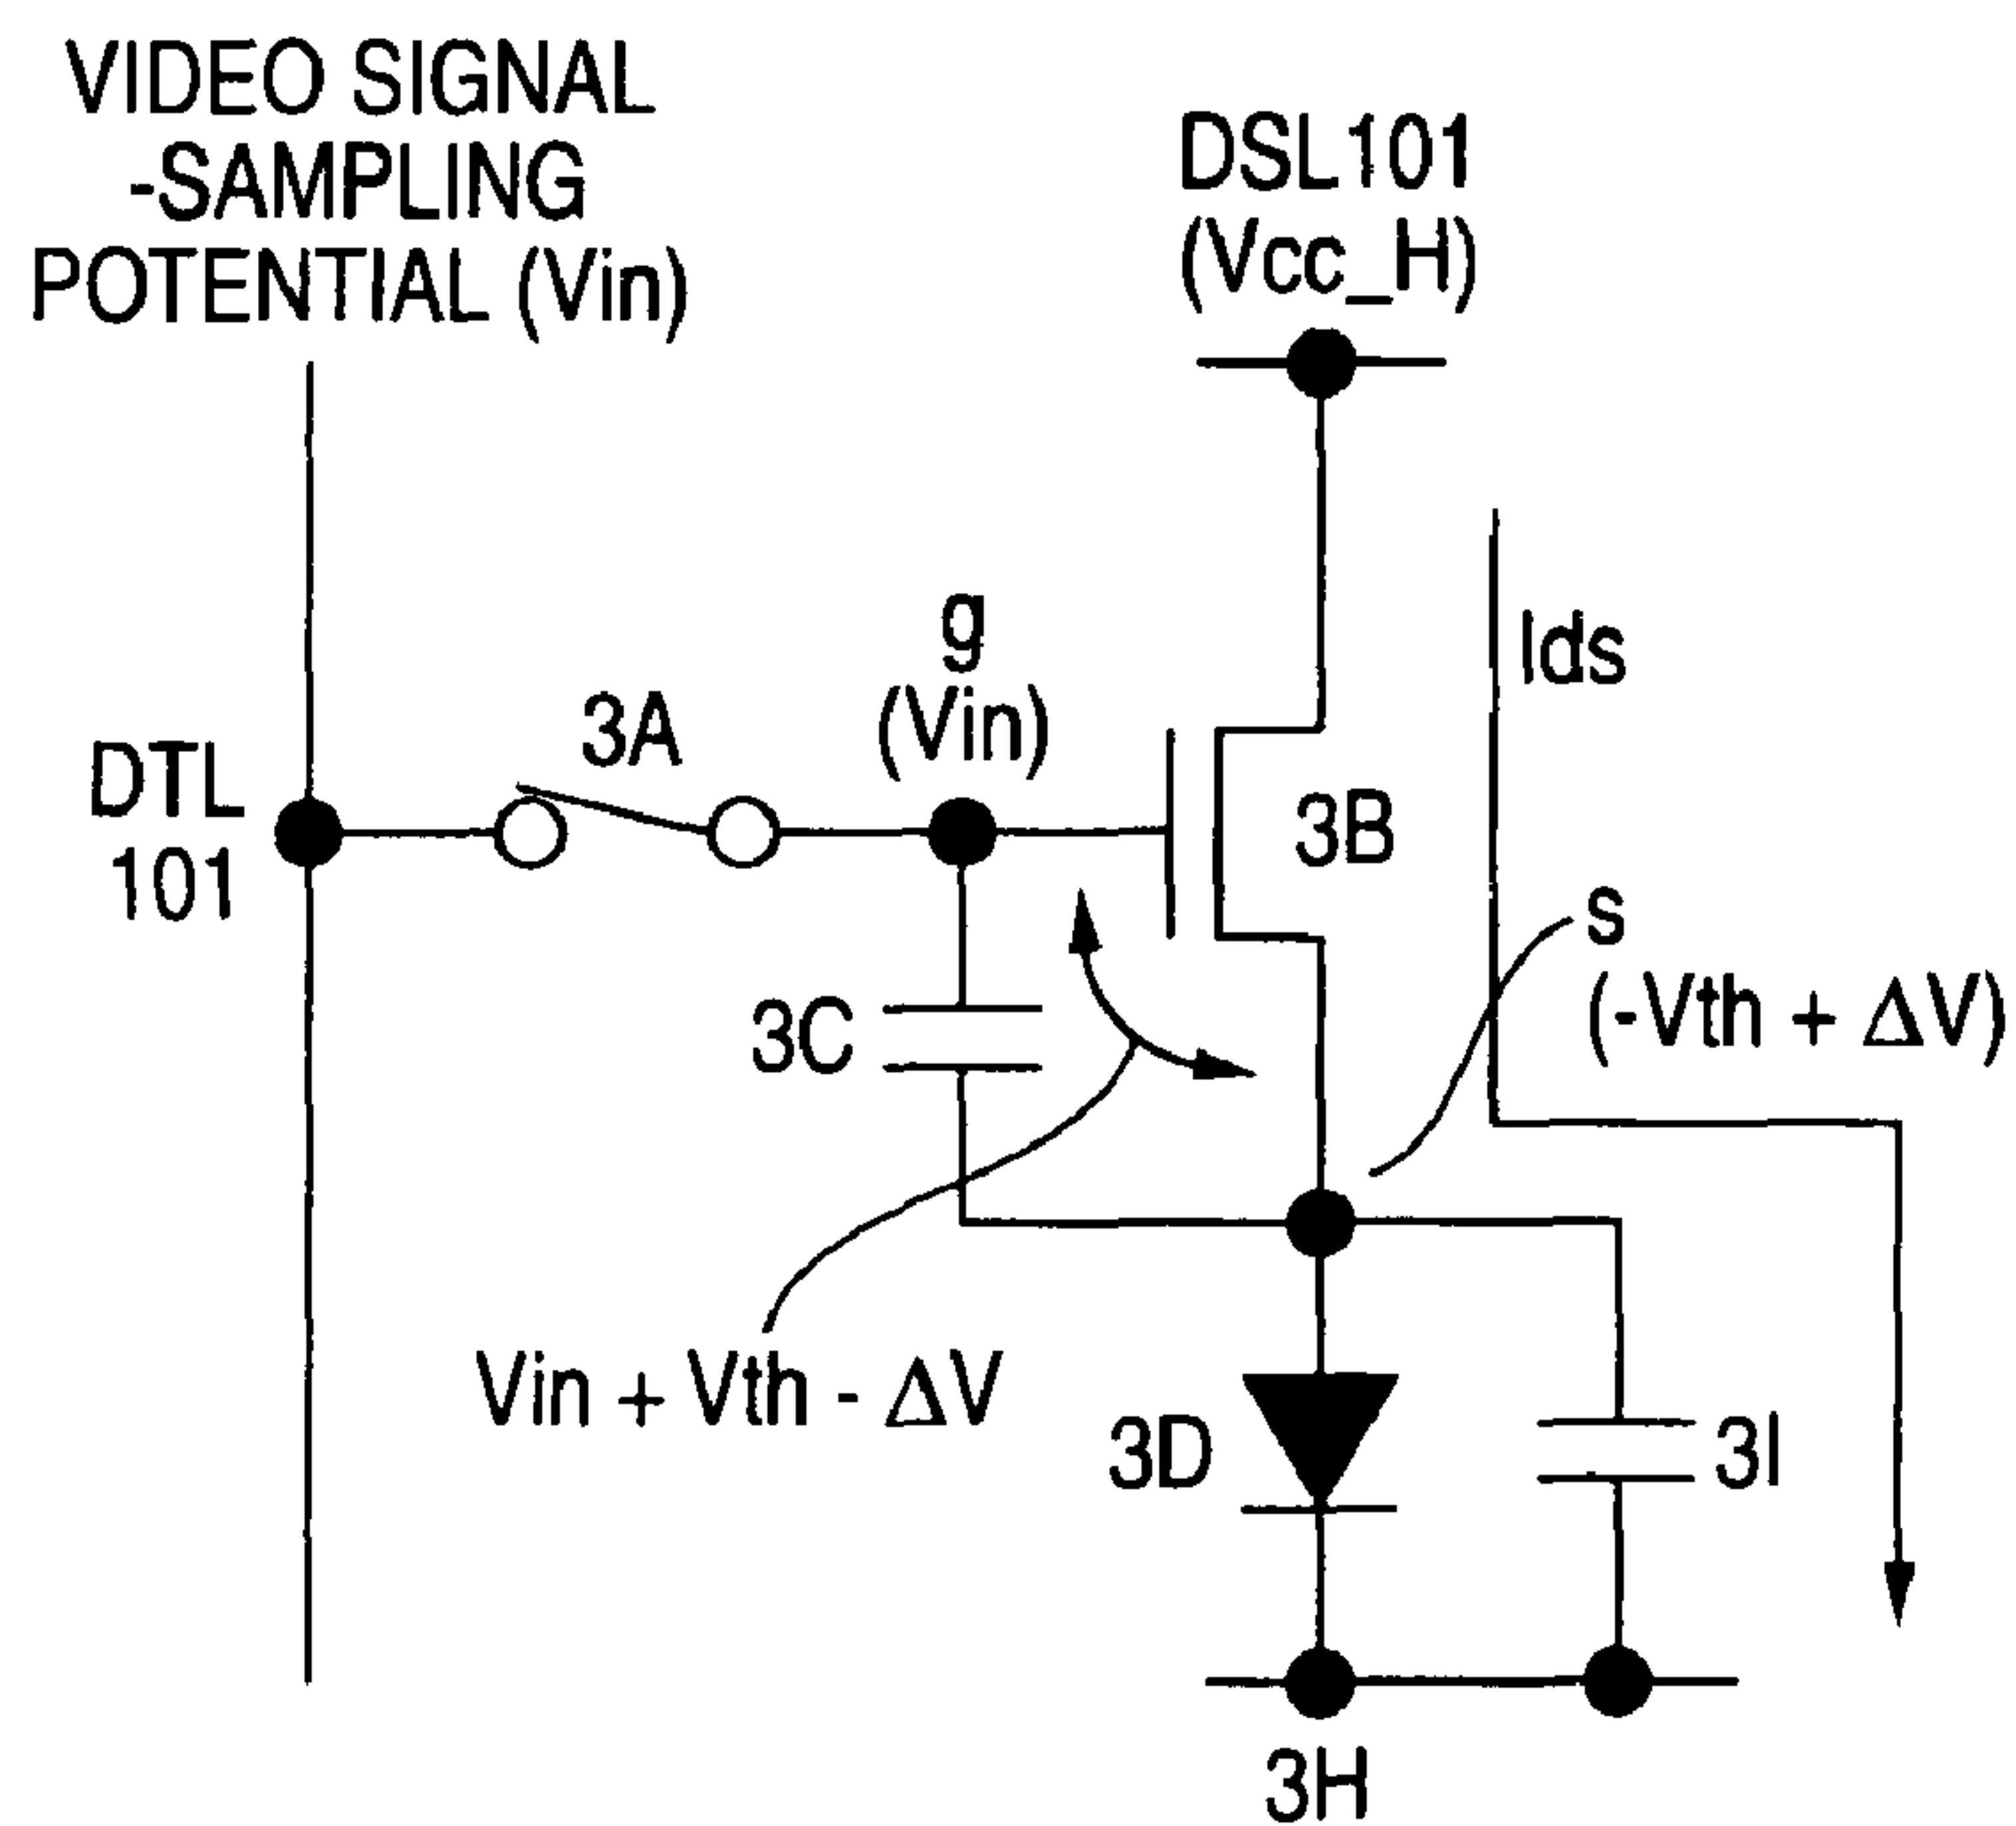 VIDEO SIGNAL
-SAMPLING
POTENTIAL (Vin)
DSL101
(Vcc_H)
Ids
g
(Vin)
3A
DTL
101
3B
s
(-Vth + ΔV)
3C
Vin + Vth - ΔV
3D
3I
3H